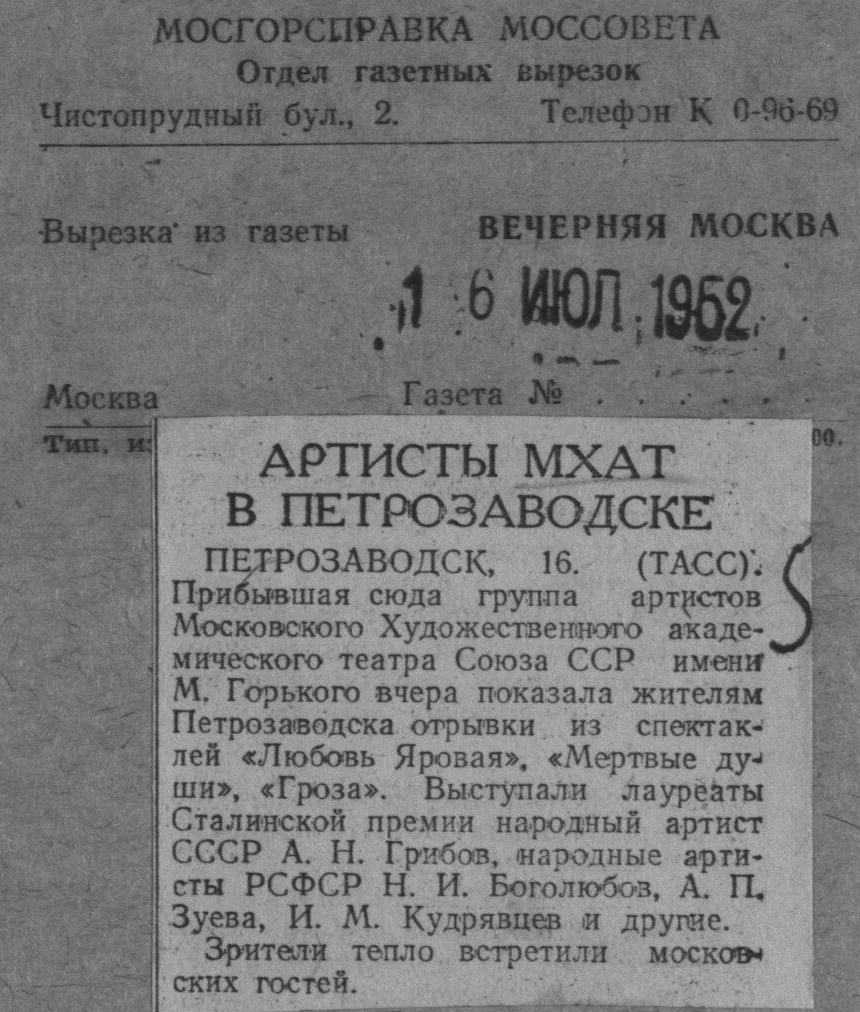 МОСГОРСПРАВКА МОССОВЕТА
Отдел газетных вырезок
Чистопрудный бул., 2. Телефон К 0-96-69
Вырезка из газеты ВЕЧЕРНЯЯ МОСКВА
16 ИЮЛ 1952
Москва Газета № . . . . .
Тип. из 00.
АРТИСТЫ МХАТ
В ПЕТРОЗАВОДСКЕ
ПЕТРОЗАВОДСК, 16. (ТАСС).
Прибывшая сюда группа артистов
Московского Художественного акаде-
мического театра Союза ССР имени
М. Горького вчера показала жителям
Петрозаводска отрывки из спектак-
лей «Любовь Яровая», «Мертвые ду-
ши», «Гроза». Выступали лауреаты
Сталинской премии народный артист
СССР А. Н. Грибов, народные арти-
сты РСФСР Н. И. Боголюбов, А. П.
Зуева, И. М. Кудрявцев и другие.
Зрители тепло встретили москов-
ских гостей.